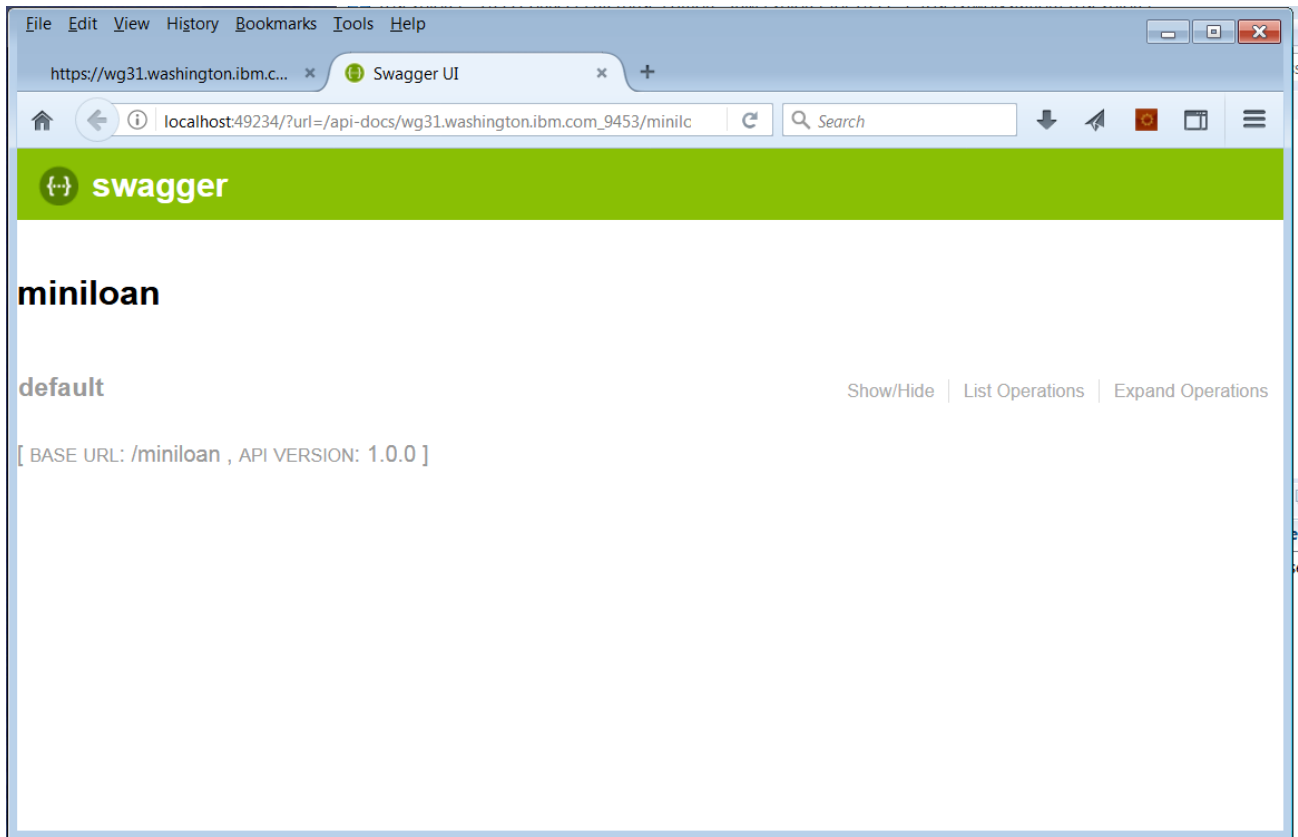 File Edit View History Bookmarks Tools Help
https://wg31.washington.ibm.c... × Swagger UI × +
localhost:49234/?url=/api-docs/wg31.washington.ibm.com_9453/minilo Search
{···} swagger
miniloan
default Show/Hide List Operations Expand Operations
[ BASE URL: /miniloan , API VERSION: 1.0.0 ]